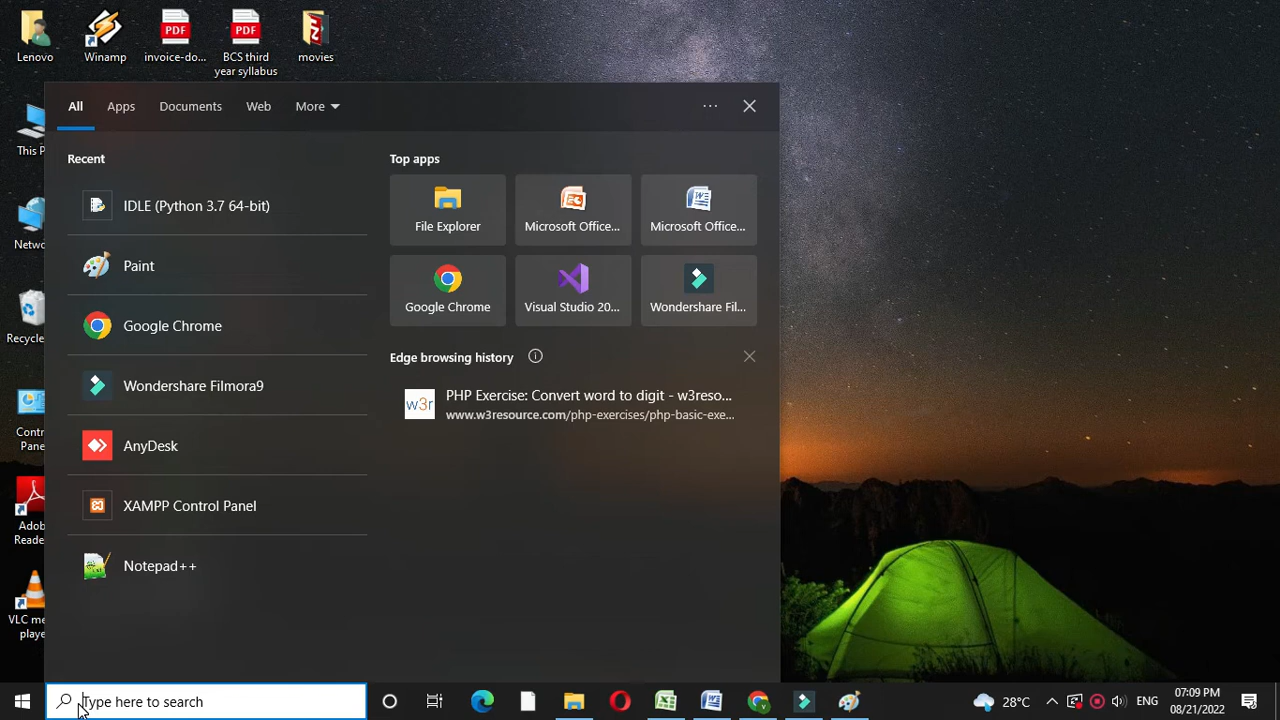 Lenovo
Winamp
invoice-do...
BCS third
year syllabus
movies
All
Apps
Documents
Web
More
Recent
IDLE (Python 3.7 64-bit)
Paint
Google Chrome
Wondershare Filmora9
AnyDesk
XAMPP Control Panel
Notepad++
Top apps
File Explorer
Microsoft Office...
Microsoft Office...
Google Chrome
Visual Studio 20...
Wondershare Fil...
Edge browsing history
w3r
PHP Exercise: Convert word to digit - w3reso...
www.w3resource.com/php-exercises/php-basic-exe...
This P
Netwo
Recycle
Contr
Pane
Adob
Reade
VLC me
playe
PDF
PDF
Type here to search
28°C
ENG
07:09 PM
08/21/2022